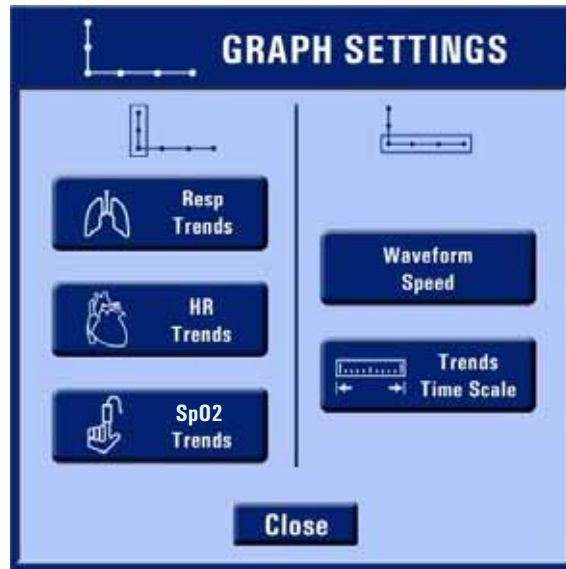 GRAPH SETTINGS
Resp
Trends
HR
Trends
SpO2
Trends
Waveform
Speed
Trends
Time Scale
Close